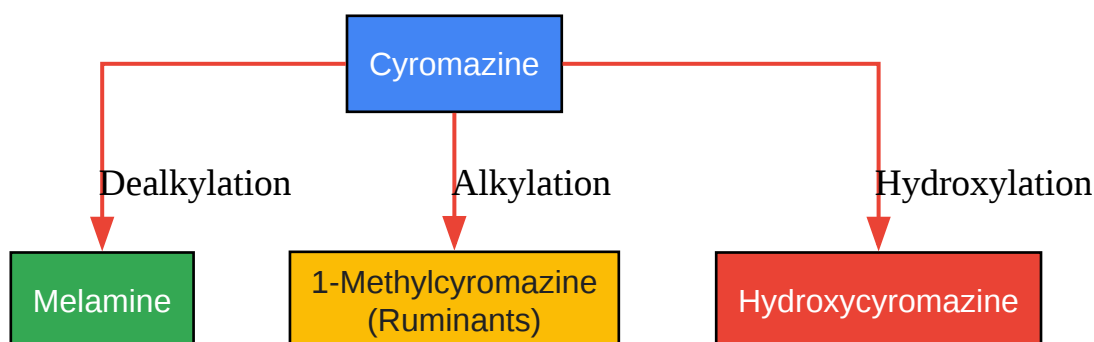 Cyromazine
Dealkylation
Alkylation
Hydroxylation
Melamine
1-Methylcyromazine
(Ruminants)
Hydroxycyromazine